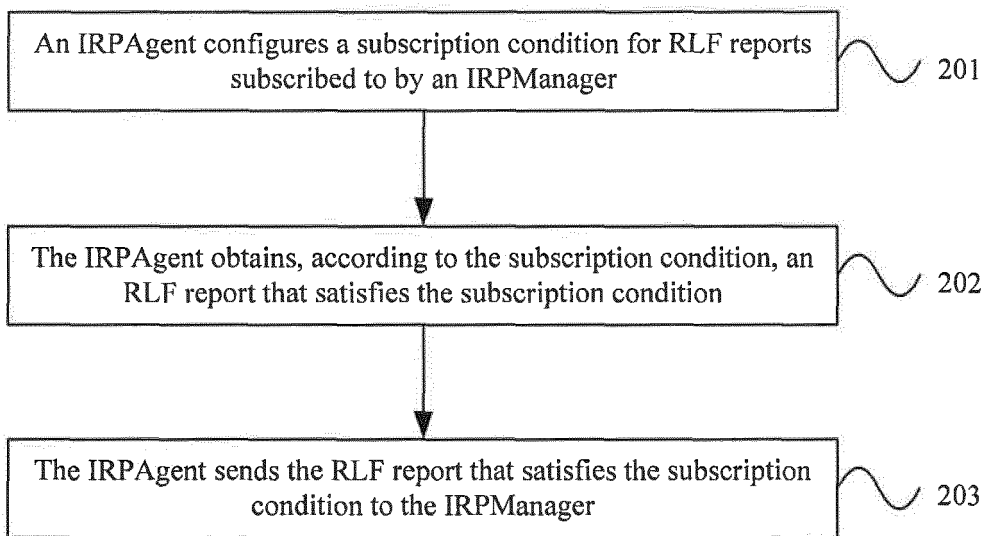 An IRPAgent configures a subscription condition for RLF reports
subscribed to by an IRPManager
201
The IRPAgent obtains, according to the subscription condition, an
RLF report that satisfies the subscription condition
202
The IRPAgent sends the RLF report that satisfies the subscription
condition to the IRPManager
203